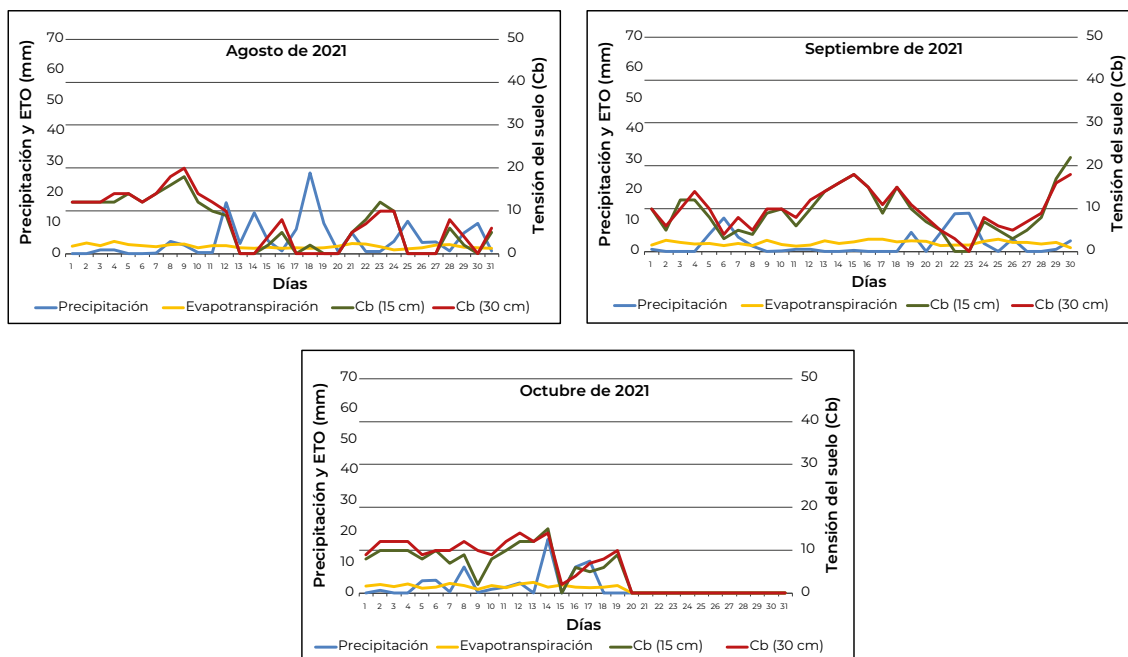 Agosto de 2021
Precipitación y ETO (mm)
70
60
50
40
30
20
10
0
50
40
30
20
10
0
Tensión del suelo (Cb)
1 2 3 4 5 6 7 8 9 10 11 12 13 14 15 16 17 18 19 20 21 22 23 24 25 26 27 28 29 30 31
Días
Precipitación Evapotranspiración Cb (15 cm) Cb (30 cm)
Septiembre de 2021
Precipitación y ETO (mm)
70
60
50
40
30
20
10
0
50
40
30
20
10
0
Tensión del suelo (Cb)
1 2 3 4 5 6 7 8 9 10 11 12 13 14 15 16 17 18 19 20 21 22 23 24 25 26 27 28 29 30
Días
Precipitación Evapotranspiración Cb (15 cm) Cb (30 cm)
Octubre de 2021
Precipitación y ETO (mm)
70
60
50
40
30
20
10
0
50
40
30
20
10
0
Tensión del suelo (Cb)
1 2 3 4 5 6 7 8 9 10 11 12 13 14 15 16 17 18 19 20 21 22 23 24 25 26 27 28 29 30 31
Días
Precipitación Evapotranspiración Cb (15 cm) Cb (30 cm)